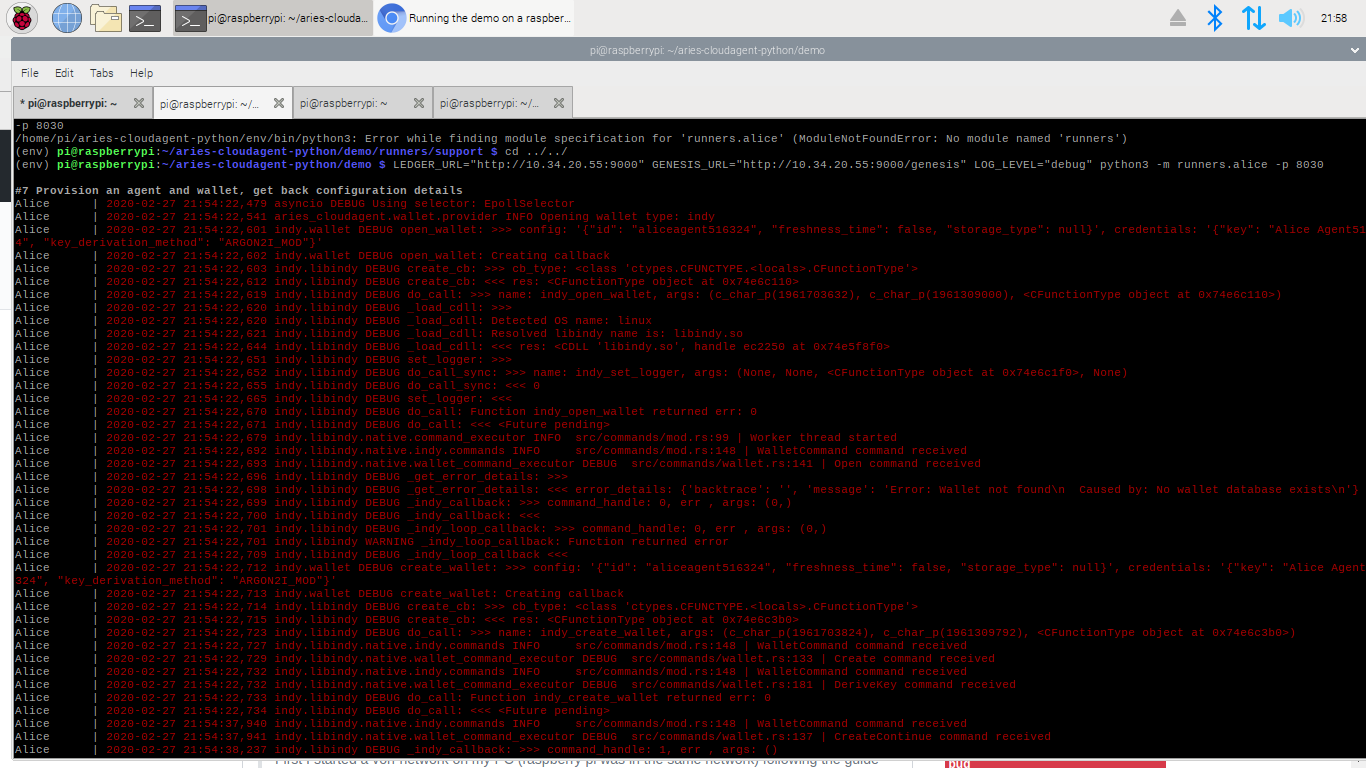 pi@raspberrypi: ~/aries-clouda...
Running the demo on a raspber...
21:58
pi@raspberrypi: ~/aries-cloudagent-python/demo
File Edit Tabs Help
* pi@raspberrypi: ~
pi@raspberrypi: ~/...
pi@raspberrypi: ~
pi@raspberrypi: ~/...
-p 8030
/home/pi/aries-cloudagent-python/env/bin/python3: Error while finding module specification for 'runners.alice' (ModuleNotFoundError: No module named 'runners')
(env) pi@raspberrypi:~/aries-cloudagent-python/demo/runners/support $ cd ../../
(env) pi@raspberrypi:~/aries-cloudagent-python/demo $ LEDGER_URL="http://10.34.20.55:9000" GENESIS_URL="http://10.34.20.55:9000/genesis" LOG_LEVEL="debug" python3 -m runners.alice -p 8030
#7 Provision an agent and wallet, get back configuration details
Alice | 2020-02-27 21:54:22,479 asyncio DEBUG Using selector: EpollSelector
Alice | 2020-02-27 21:54:22,541 aries_cloudagent.wallet.provider INFO Opening wallet type: indy
Alice | 2020-02-27 21:54:22,601 indy.wallet DEBUG open_wallet: >>> config: '{"id": "aliceagent516324", "freshness_time": false, "storage_type": null}', credentials: '{"key": "Alice Agent51
4", "key_derivation_method": "ARGON2I_MOD"}'
Alice | 2020-02-27 21:54:22,602 indy.wallet DEBUG open_wallet: Creating callback
Alice | 2020-02-27 21:54:22,603 indy.libindy DEBUG create_cb: >>> cb_type: <class 'ctypes.CFUNCTYPE.<locals>.CFunctionType'>
Alice | 2020-02-27 21:54:22,612 indy.libindy DEBUG create_cb: <<< res: <CFunctionType object at 0x74e6c110>
Alice | 2020-02-27 21:54:22,619 indy.libindy DEBUG do_call: >>> name: indy_open_wallet, args: (c_char_p(1961703832), c_char_p(1961309000), <CFunctionType object at 0x74e6c110>)
Alice | 2020-02-27 21:54:22,620 indy.libindy DEBUG _load_cdll: >>>
Alice | 2020-02-27 21:54:22,620 indy.libindy DEBUG _load_cdll: Detected OS name: linux
Alice | 2020-02-27 21:54:22,621 indy.libindy DEBUG _load_cdll: Resolved libindy name is: libindy.so
Alice | 2020-02-27 21:54:22,644 indy.libindy DEBUG _load_cdll: <<< res: <CDLL 'libindy.so', handle ec2250 at 0x74e5f8f0>
Alice | 2020-02-27 21:54:22,651 indy.libindy DEBUG set_logger: >>>
Alice | 2020-02-27 21:54:22,652 indy.libindy DEBUG do_call_sync: >>> name: indy_set_logger, args: (None, None, <CFunctionType object at 0x74e6c1f0>, None)
Alice | 2020-02-27 21:54:22,655 indy.libindy DEBUG do_call_sync: <<< 0
Alice | 2020-02-27 21:54:22,665 indy.libindy DEBUG set_logger: <<<
Alice | 2020-02-27 21:54:22,670 indy.libindy DEBUG do_call: Function indy_open_wallet returned err: 0
Alice | 2020-02-27 21:54:22,671 indy.libindy DEBUG do_call: <<< <Future pending>
Alice | 2020-02-27 21:54:22,679 indy.libindy.native.command_executor INFO src/commands/mod.rs:99 | Worker thread started
Alice | 2020-02-27 21:54:22,692 indy.libindy.native.indy.commands INFO src/commands/mod.rs:148 | WalletCommand command received
Alice | 2020-02-27 21:54:22,693 indy.libindy.native.wallet_command_executor DEBUG src/commands/wallet.rs:141 | Open command received
Alice | 2020-02-27 21:54:22,696 indy.libindy DEBUG _get_error_details: >>>
Alice | 2020-02-27 21:54:22,698 indy.libindy DEBUG _get_error_details: <<< error_details: {'backtrace': '', 'message': 'Error: Wallet not found\n  Caused by: No wallet database exists\n'}
Alice | 2020-02-27 21:54:22,699 indy.libindy DEBUG _indy_callback: >>> command_handle: 0, err , args: (0,)
Alice | 2020-02-27 21:54:22,700 indy.libindy DEBUG _indy_callback: <<<
Alice | 2020-02-27 21:54:22,701 indy.libindy DEBUG _indy_loop_callback: >>> command_handle: 0, err , args: (0,)
Alice | 2020-02-27 21:54:22,701 indy.libindy WARNING _indy_loop_callback: Function returned error
Alice | 2020-02-27 21:54:22,709 indy.libindy DEBUG _indy_loop_callback <<<
Alice | 2020-02-27 21:54:22,712 indy.wallet DEBUG create_wallet: >>> config: '{"id": "aliceagent516324", "freshness_time": false, "storage_type": null}', credentials: '{"key": "Alice Agent
324", "key_derivation_method": "ARGON2I_MOD"}'
Alice | 2020-02-27 21:54:22,713 indy.wallet DEBUG create_wallet: Creating callback
Alice | 2020-02-27 21:54:22,714 indy.libindy DEBUG create_cb: >>> cb_type: <class 'ctypes.CFUNCTYPE.<locals>.CFunctionType'>
Alice | 2020-02-27 21:54:22,715 indy.libindy DEBUG create_cb: <<< res: <CFunctionType object at 0x74e6c3b0>
Alice | 2020-02-27 21:54:22,723 indy.libindy DEBUG do_call: >>> name: indy_create_wallet, args: (c_char_p(1961703824), c_char_p(1961309792), <CFunctionType object at 0x74e6c3b0>)
Alice | 2020-02-27 21:54:22,727 indy.libindy.native.indy.commands INFO src/commands/mod.rs:148 | WalletCommand command received
Alice | 2020-02-27 21:54:22,729 indy.libindy.native.wallet_command_executor DEBUG src/commands/wallet.rs:133 | Create command received
Alice | 2020-02-27 21:54:22,732 indy.libindy.native.indy.commands INFO src/commands/mod.rs:148 | WalletCommand command received
Alice | 2020-02-27 21:54:22,732 indy.libindy.native.wallet_command_executor DEBUG src/commands/wallet.rs:181 | DeriveKey command received
Alice | 2020-02-27 21:54:22,733 indy.libindy DEBUG do_call: Function indy_create_wallet returned err: 0
Alice | 2020-02-27 21:54:22,734 indy.libindy DEBUG do_call: <<< <Future pending>
Alice | 2020-02-27 21:54:37,940 indy.libindy.native.indy.commands INFO src/commands/mod.rs:148 | WalletCommand command received
Alice | 2020-02-27 21:54:37,941 indy.libindy.native.wallet_command_executor DEBUG src/commands/wallet.rs:137 | CreateContinue command received
Alice | 2020-02-27 21:54:38,237 indy.libindy DEBUG _indy_callback: >>> command_handle: 1, err , args: ()
First I started a von-network on my PC (raspberry pi was in the same network) following the guide
bug